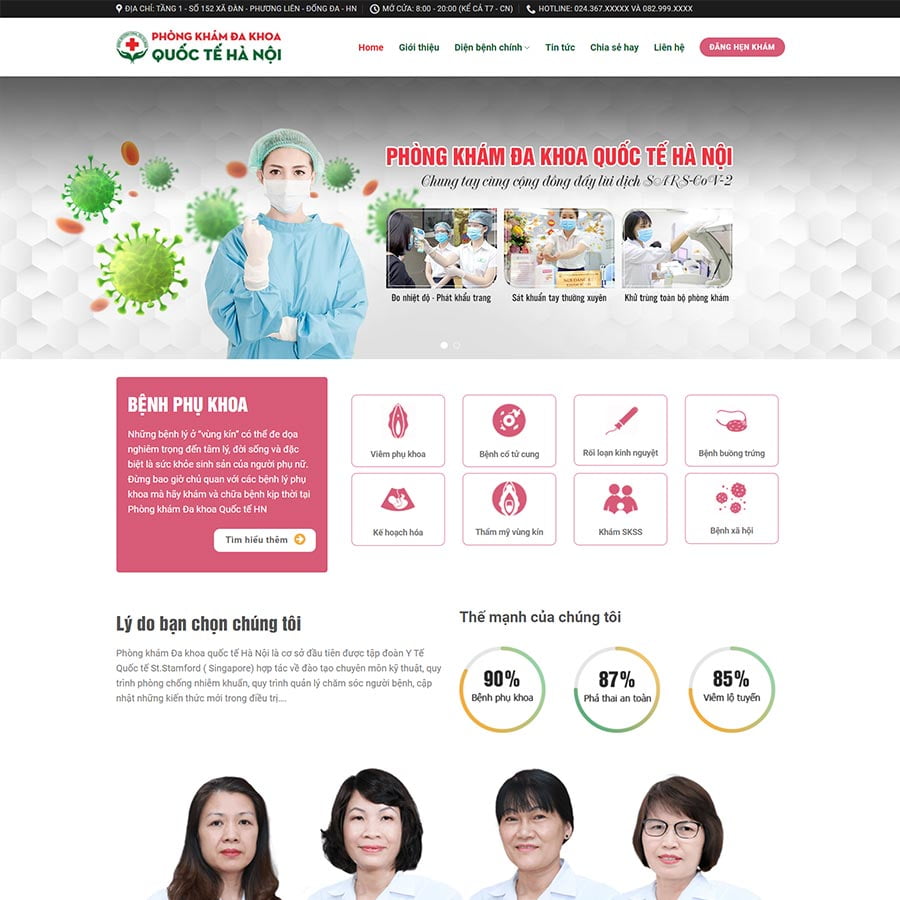 ĐỊA CHỈ: TẦNG 1 - SỐ 152 XÃ ĐÀN - PHƯƠNG LIÊN - ĐỐNG ĐA - HN
MỞ CỬA: 8:00 - 20:00 (KỂ CẢ T7 - CN)
HOTLINE: 024.367.XXXXX VÀ 082.999.XXXX
PHÒNG KHÁM ĐA KHOA
QUỐC TẾ HÀ NỘI
Home
Giới thiệu
Diện bệnh chính
Tin tức
Chia sẻ hay
Liên hệ
ĐĂNG HẸN KHÁM
PHÒNG KHÁM ĐA KHOA QUỐC TẾ HÀ NỘI
Chung tay cùng cộng đồng đẩy lùi dịch SARS-CoV-2
Đo nhiệt độ - Phát khẩu trang
Sát khuẩn tay thường xuyên
Khử trùng toàn bộ phòng khám
BỆNH PHỤ KHOA
Những bệnh lý ở "vùng kín" có thể đe dọa
nghiêm trọng đến tâm lý, đời sống và đặc
biệt là sức khỏe sinh sản của người phụ nữ.
Đừng bao giờ chủ quan với các bệnh lý phụ
khoa mà hãy khám và chữa bệnh kịp thời tại
Phòng khám Đa khoa Quốc tế HN
Tìm hiểu thêm
Viêm phụ khoa
Bệnh cổ tử cung
Rối loạn kinh nguyệt
Bệnh buồng trứng
Kế hoạch hóa
Thẩm mỹ vùng kín
Khám SKSS
Bệnh xã hội
Lý do bạn chọn chúng tôi
Phòng khám Đa khoa quốc tế Hà Nội là cơ sở đầu tiên được tập đoàn Y Tế
Quốc tế St.Stamford ( Singapore) hợp tác về đào tạo chuyên môn kỹ thuật, quy
trình phòng chống nhiễm khuẩn, quy trình quản lý chăm sóc người bệnh, cập
nhật những kiến thức mới trong điều trị....
Thế mạnh của chúng tôi
90%
Bệnh phụ khoa
87%
Phá thai an toàn
85%
Viêm lộ tuyến